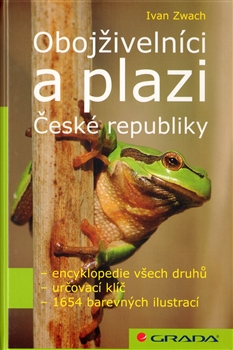 Ivan Zwach
Obojživelníci
a plazi
České republiky
– encyklopedie všech druhů
– určovací klíč
– 1654 barevných ilustrací
GRADA